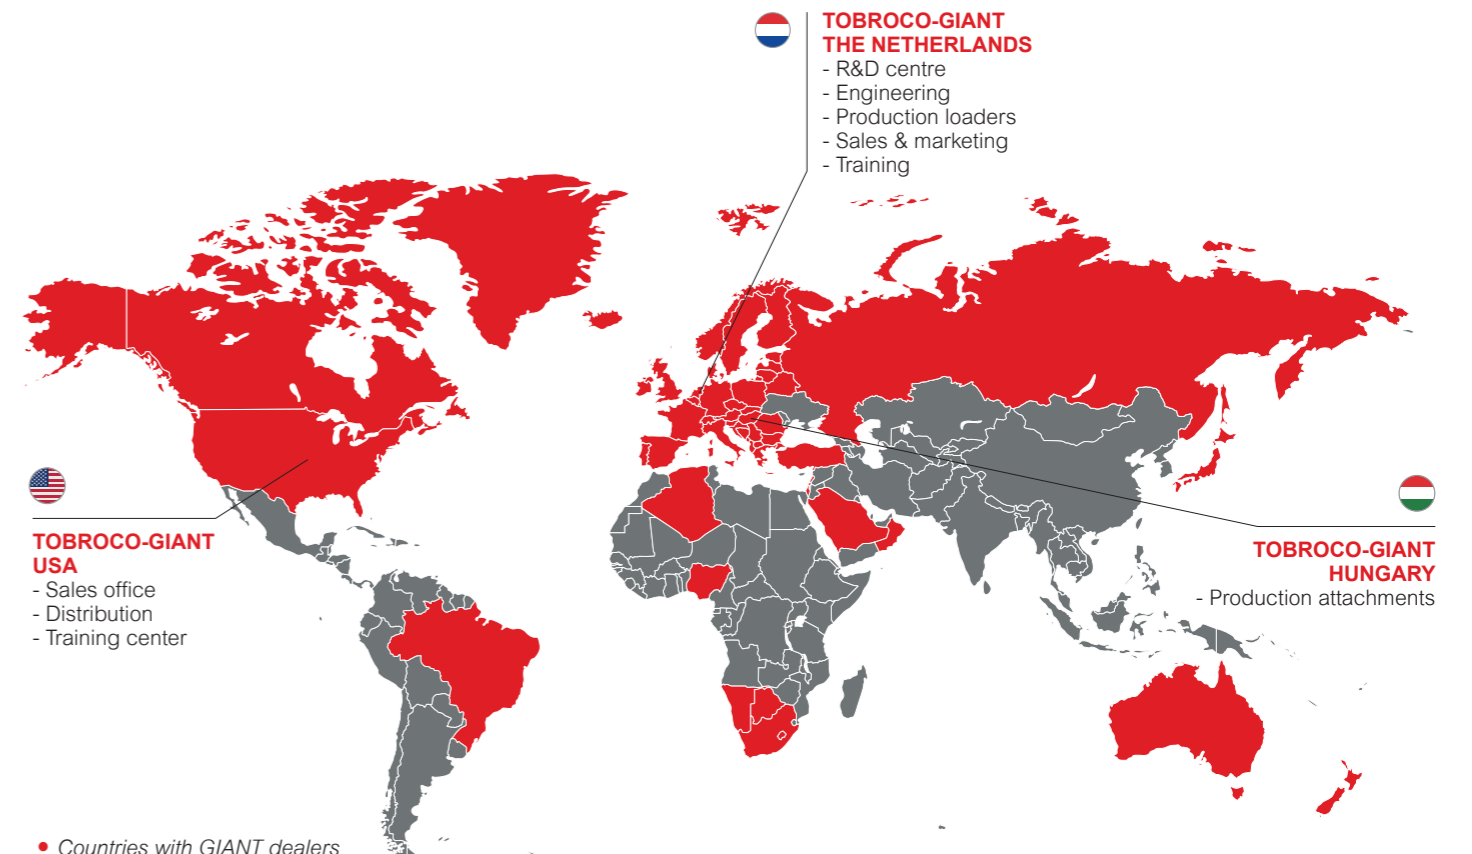 TOBROCO-GIANT
THE NETHERLANDS
- R&D centre
- Engineering
- Production loaders
- Sales & marketing
- Training
TOBROCO-GIANT
USA
- Sales office
- Distribution
- Training center
TOBROCO-GIANT
HUNGARY
- Production attachments
• Countries with GIANT dealers